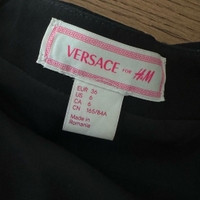 VERSACE FOR H&M
EUR 36
US 6
CA 6
CN 165/84A
Made in
Romania